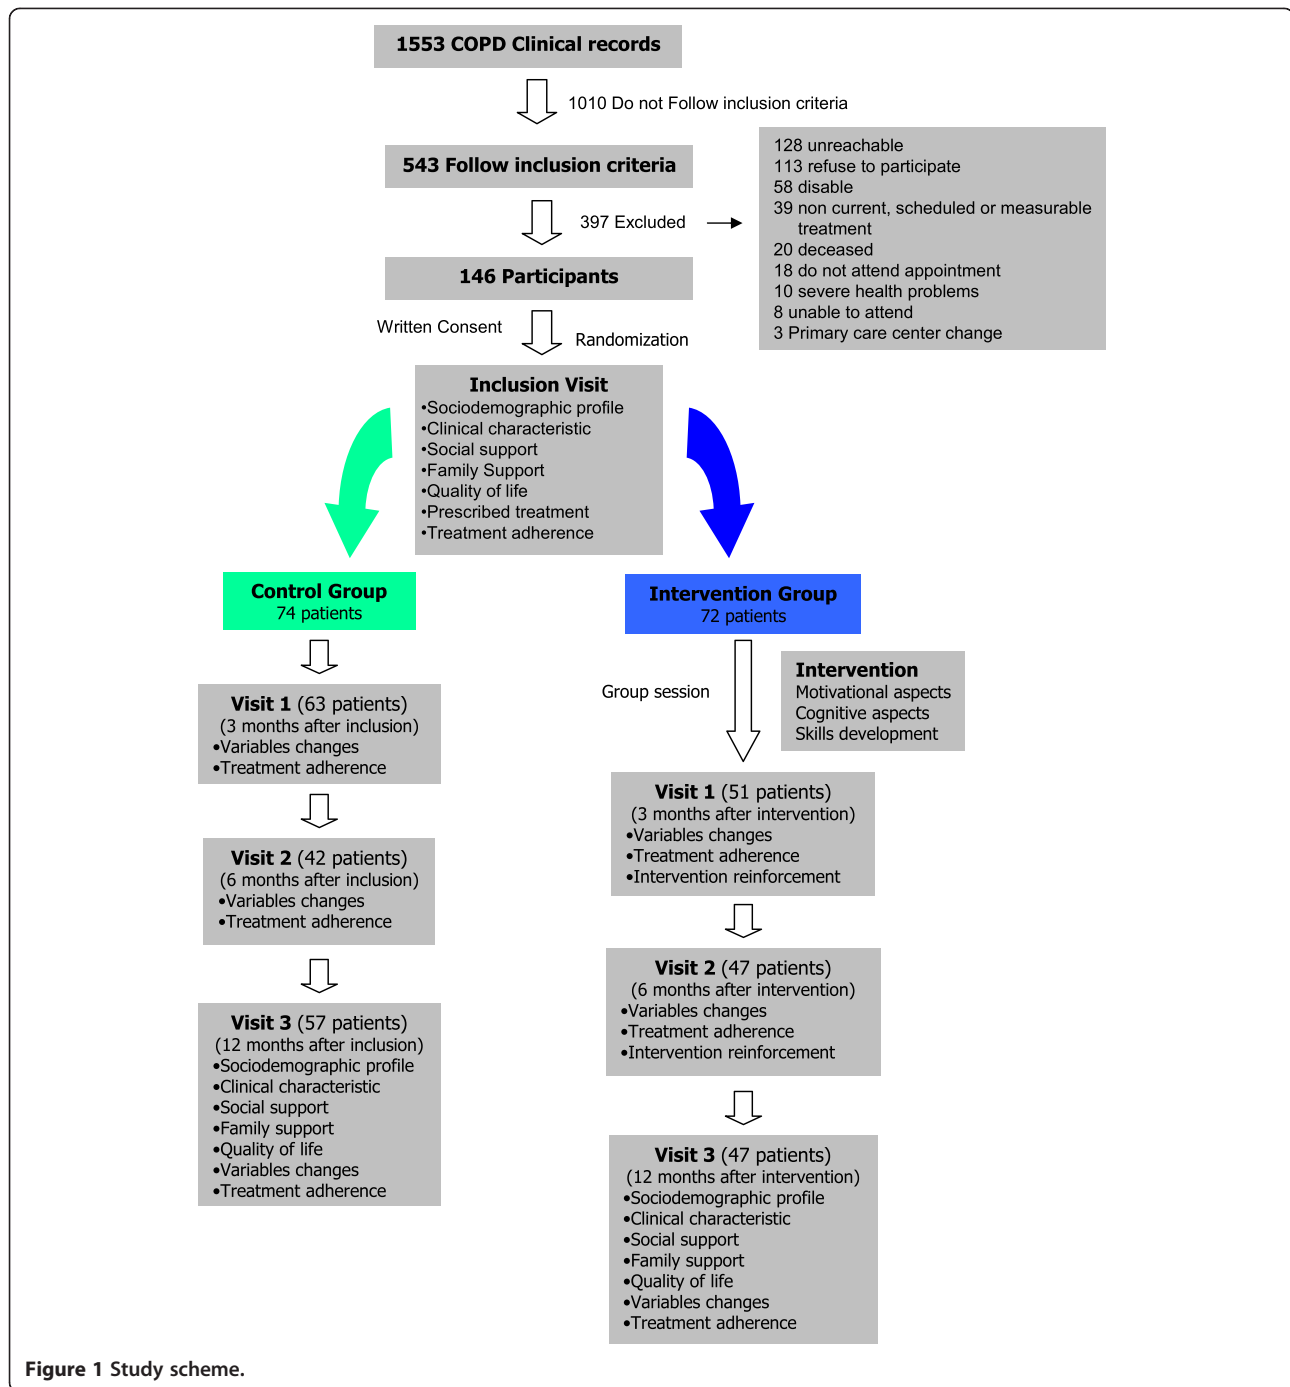 1553 COPD Clinical records
1010 Do not Follow inclusion criteria
543 Follow inclusion criteria
397 Excluded
128 unreachable
113 refuse to participate
58 disable
39 non current, scheduled or measurable
treatment
20 deceased
18 do not attend appointment
10 severe health problems
8 unable to attend
3 Primary care center change
146 Participants
Written Consent
Randomization
Inclusion Visit
•Sociodemographic profile
•Clinical characteristic
•Social support
•Family Support
•Quality of life
•Prescribed treatment
•Treatment adherence
Control Group
74 patients
Visit 1 (63 patients)
(3 months after inclusion)
•Variables changes
•Treatment adherence
Visit 2 (42 patients)
(6 months after inclusion)
•Variables changes
•Treatment adherence
Visit 3 (57 patients)
(12 months after inclusion)
•Sociodemographic profile
•Clinical characteristic
•Social support
•Family support
•Quality of life
•Variables changes
•Treatment adherence
Intervention Group
72 patients
Group session
Intervention
Motivational aspects
Cognitive aspects
Skills development
Visit 1 (51 patients)
(3 months after intervention)
•Variables changes
•Treatment adherence
•Intervention reinforcement
Visit 2 (47 patients)
(6 months after intervention)
•Variables changes
•Treatment adherence
•Intervention reinforcement
Visit 3 (47 patients)
(12 months after intervention)
•Sociodemographic profile
•Clinical characteristic
•Social support
•Family support
•Quality of life
•Variables changes
•Treatment adherence
Figure 1 Study scheme.